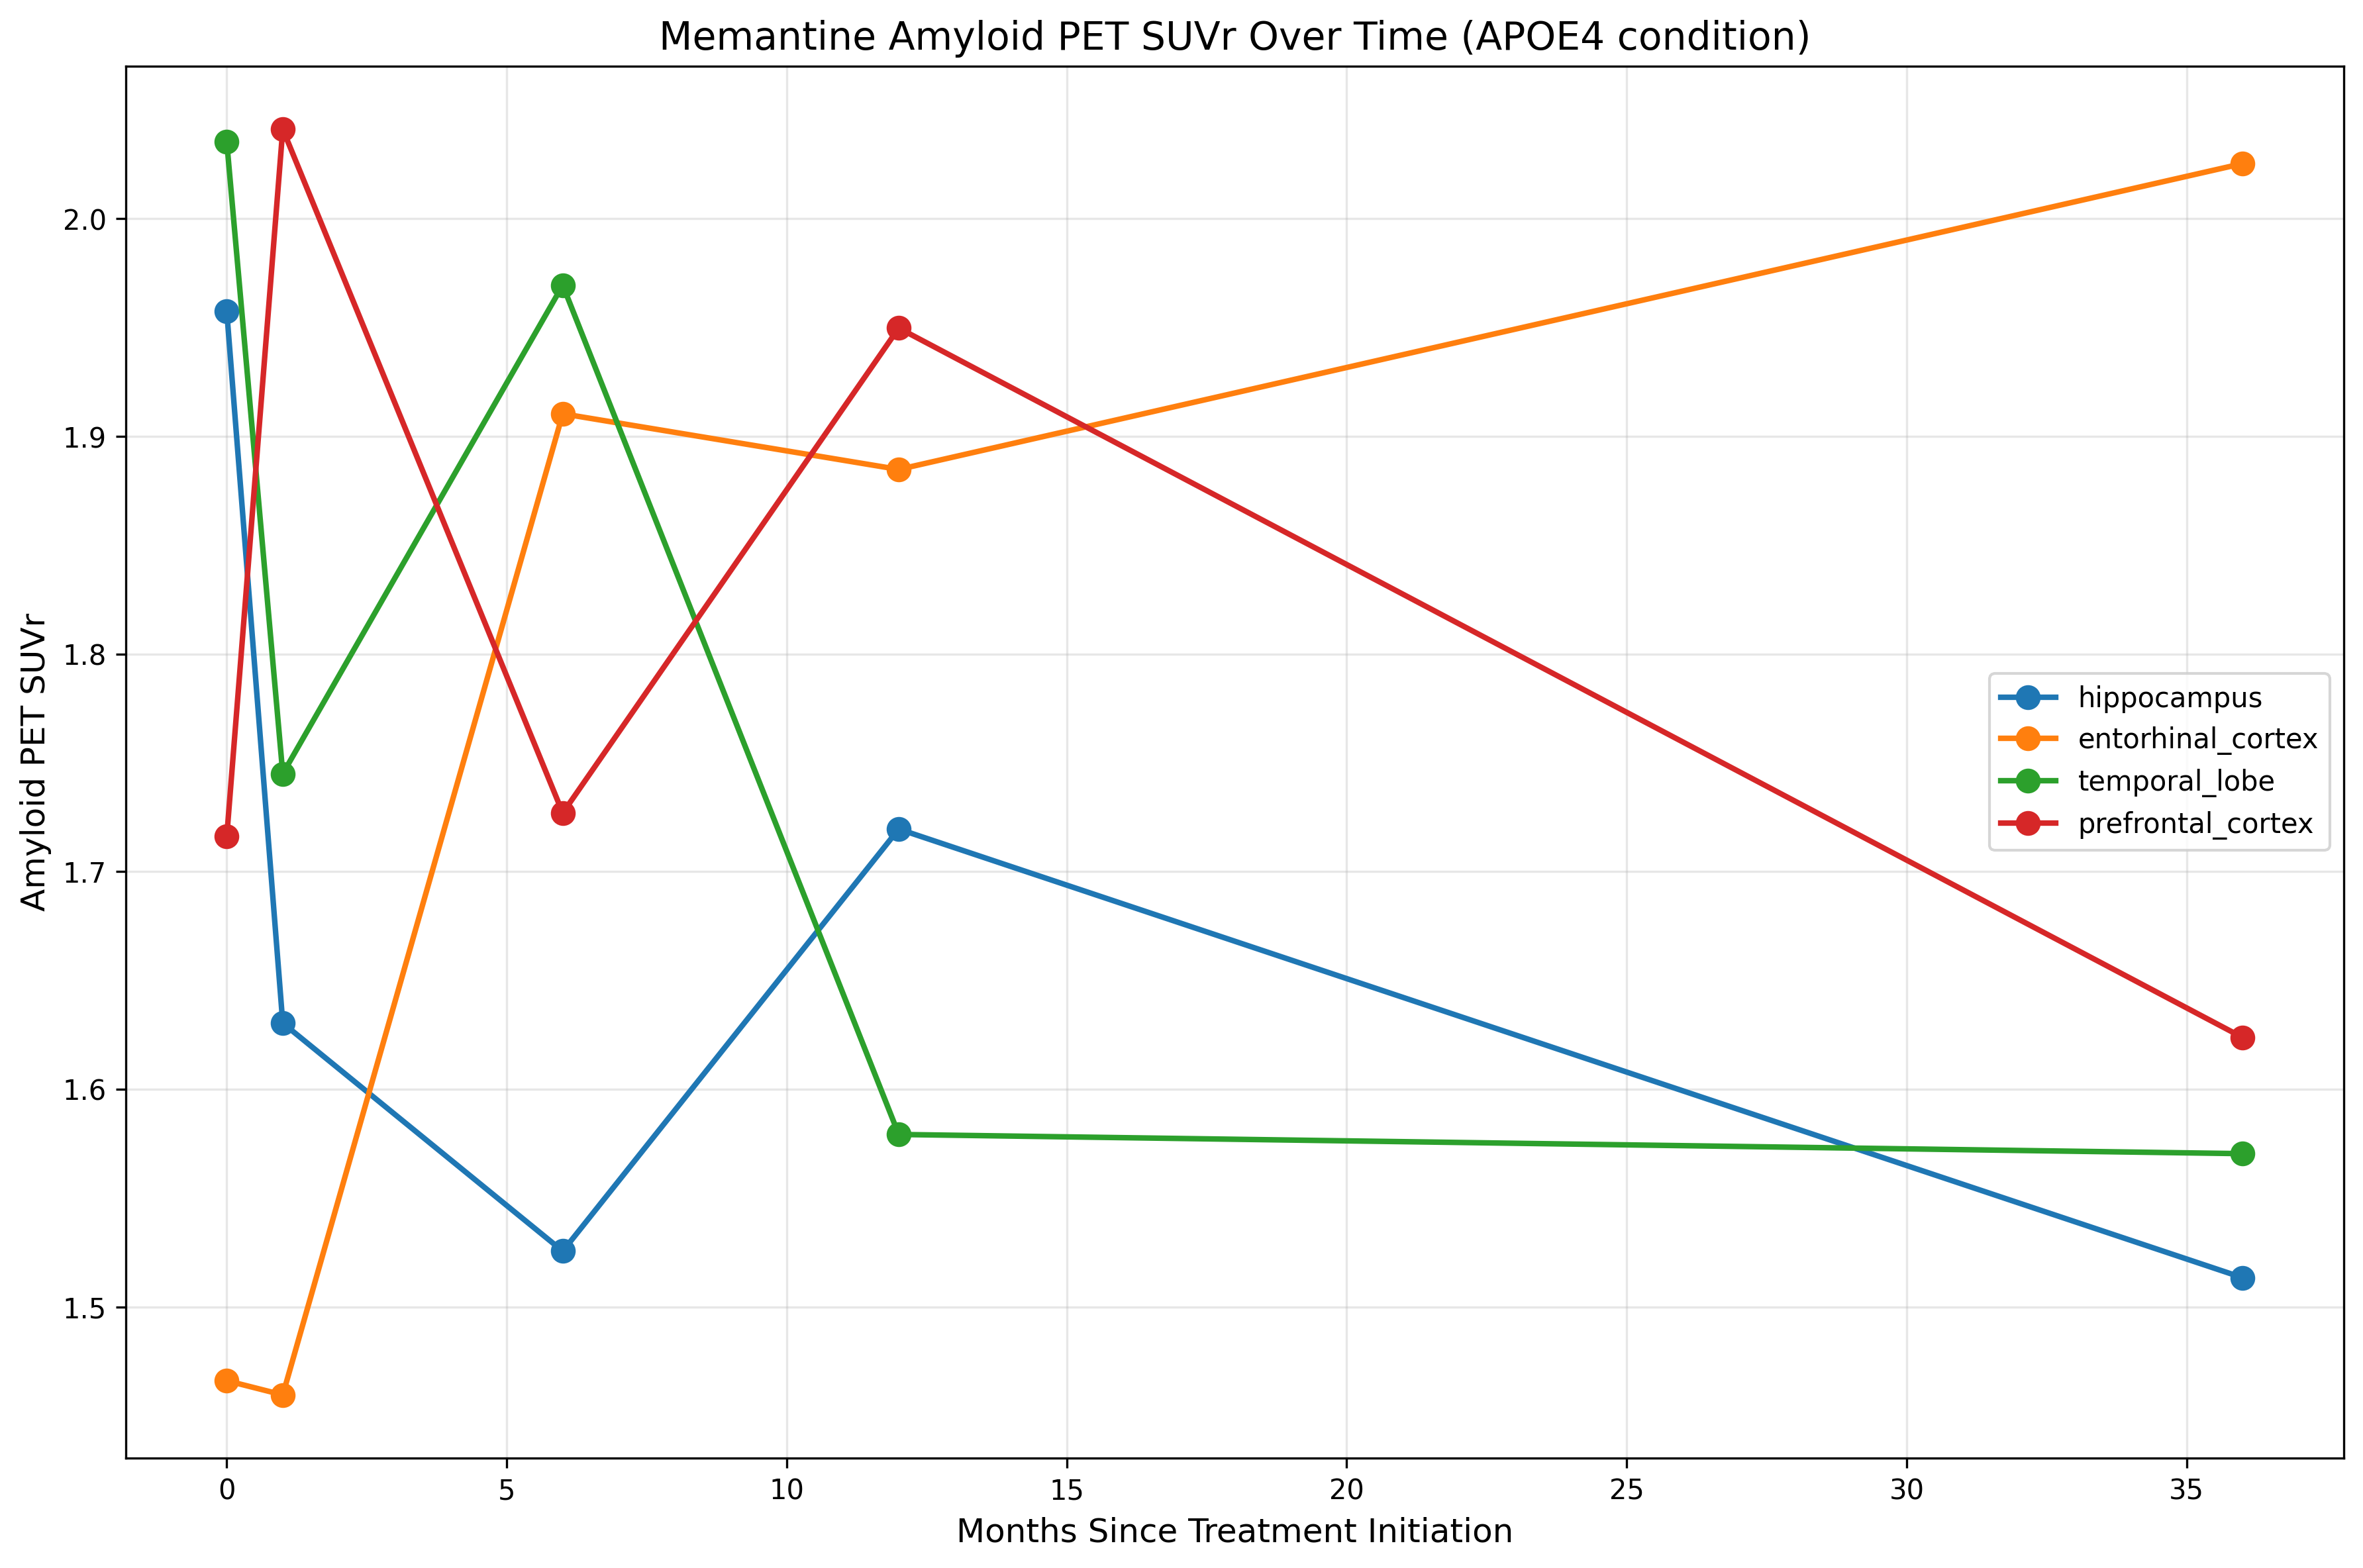 Memantine Amyloid PET SUVr Over Time (APOE4 condition)
Amyloid PET SUVr
2.0
1.9
1.8
1.7
1.6
1.5
hippocampus
entorhinal_cortex
temporal_lobe
prefrontal_cortex
0 5 10 15 20 25 30 35
Months Since Treatment Initiation